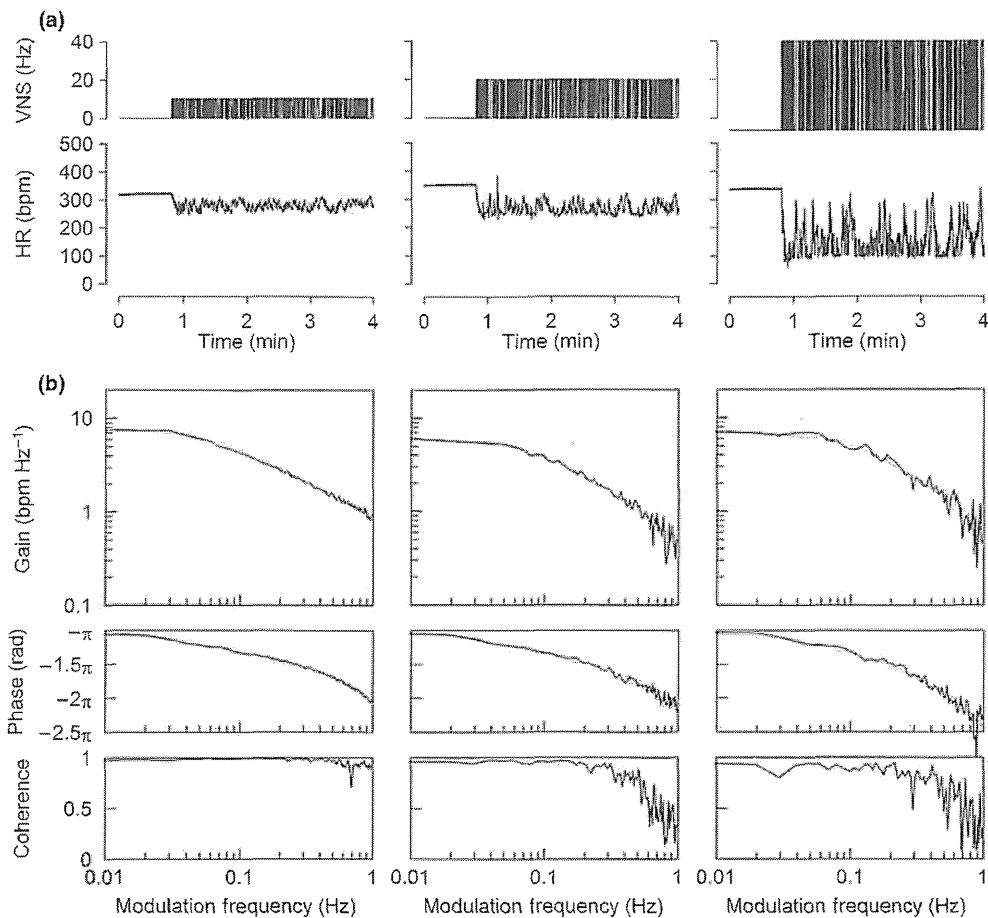 (a)
VNS (Hz)
40
20
0
HR (bpm)
500
400
300
200
100
0
0 1 2 3 4
0 1 2 3 4
0 1 2 3 4
Time (min)
Time (min)
Time (min)
(b)
Gain (bpm Hz⁻¹)
10
1
0.1
Phase (rad)
−π
−1.5π
−2π
−2.5π
Coherence
1
0.5
0
0.01 0.1 1
0.01 0.1 1
0.01 0.1 1
Modulation frequency (Hz)
Modulation frequency (Hz)
Modulation frequency (Hz)